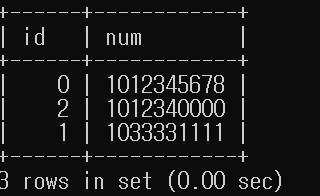 +------+------------+
| id | num |
+------+------------+
| 0 | 1012345678 |
| 2 | 1012340000 |
| 1 | 1033331111 |
+------+------------+
3 rows in set (0.00 sec)